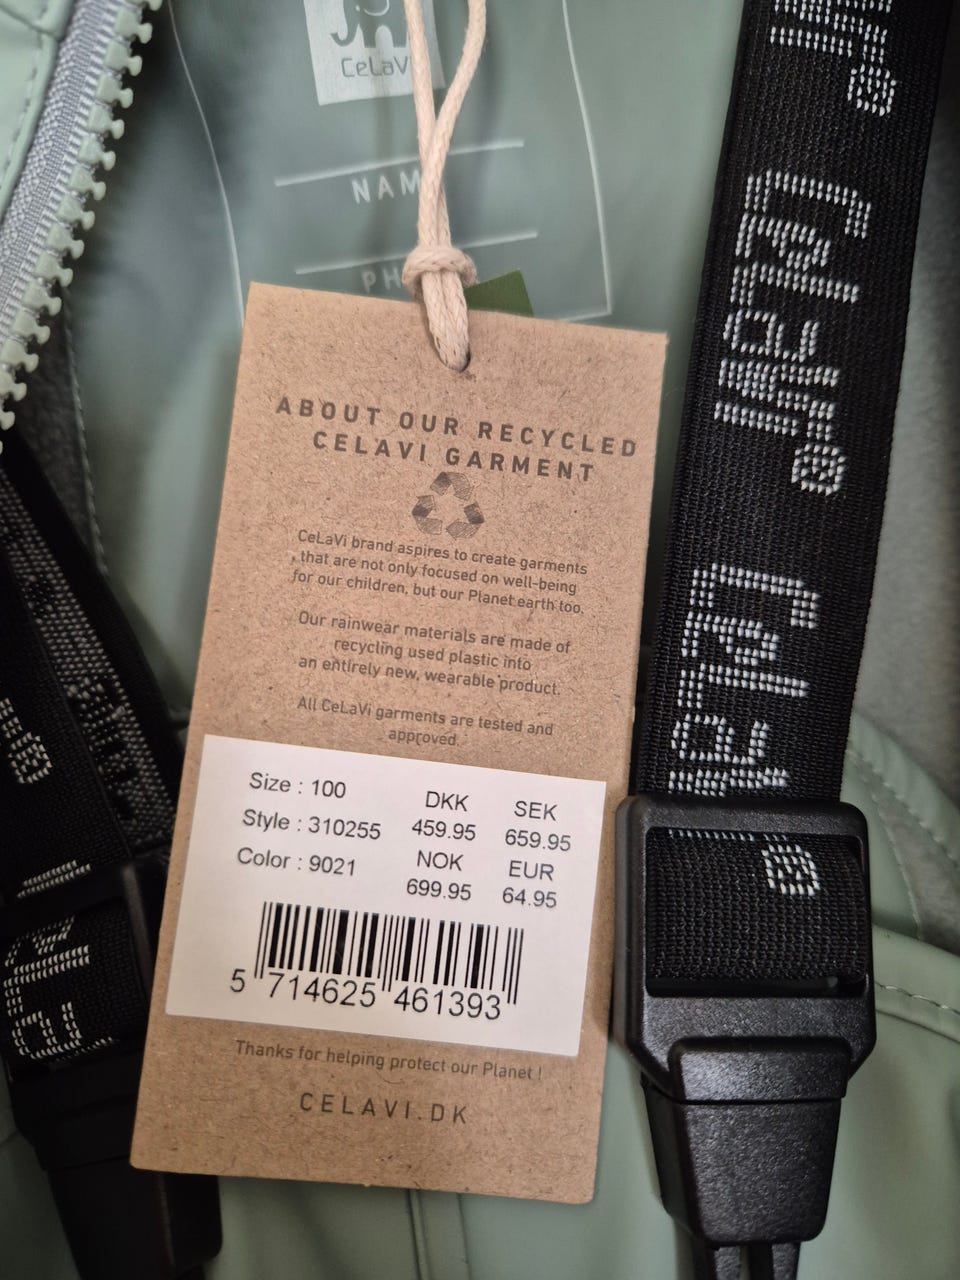 CeLaVi
NAME
PH
ABOUT OUR RECYCLED
CELAVI GARMENT
CeLaVi brand aspires to create garments
that are not only focused on well-being
for our children, but our Planet earth too.
Our rainwear materials are made of
recycling used plastic into
an entirely new, wearable product.
All CeLaVi garments are tested and
approved.
Size : 100
Style : 310255
Color : 9021
DKK
459.95
NOK
699.95
SEK
659.95
EUR
64.95
5 714625 461393
Thanks for helping protect our Planet !
CELAVI.DK
CeLaVi
CeLaVi